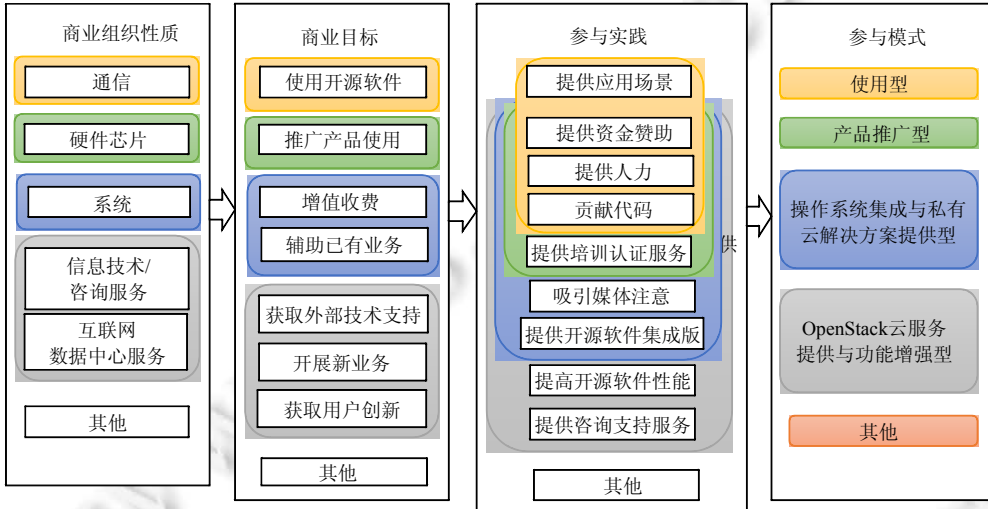 商业组织性质
通信
硬件芯片
系统
信息技术/
咨询服务
互联网
数据中心服务
其他
商业目标
使用开源软件
推广产品使用
增值收费
辅助已有业务
获取外部技术支持
开展新业务
获取用户创新
其他
参与实践
提供应用场景
提供资金赞助
提供人力
贡献代码
提供培训认证服务
供
吸引媒体注意
提供开源软件集成版
提高开源软件性能
提供咨询支持服务
其他
参与模式
使用型
产品推广型
操作系统集成与私有
云解决方案提供型
OpenStack云服务
提供与功能增强型
其他